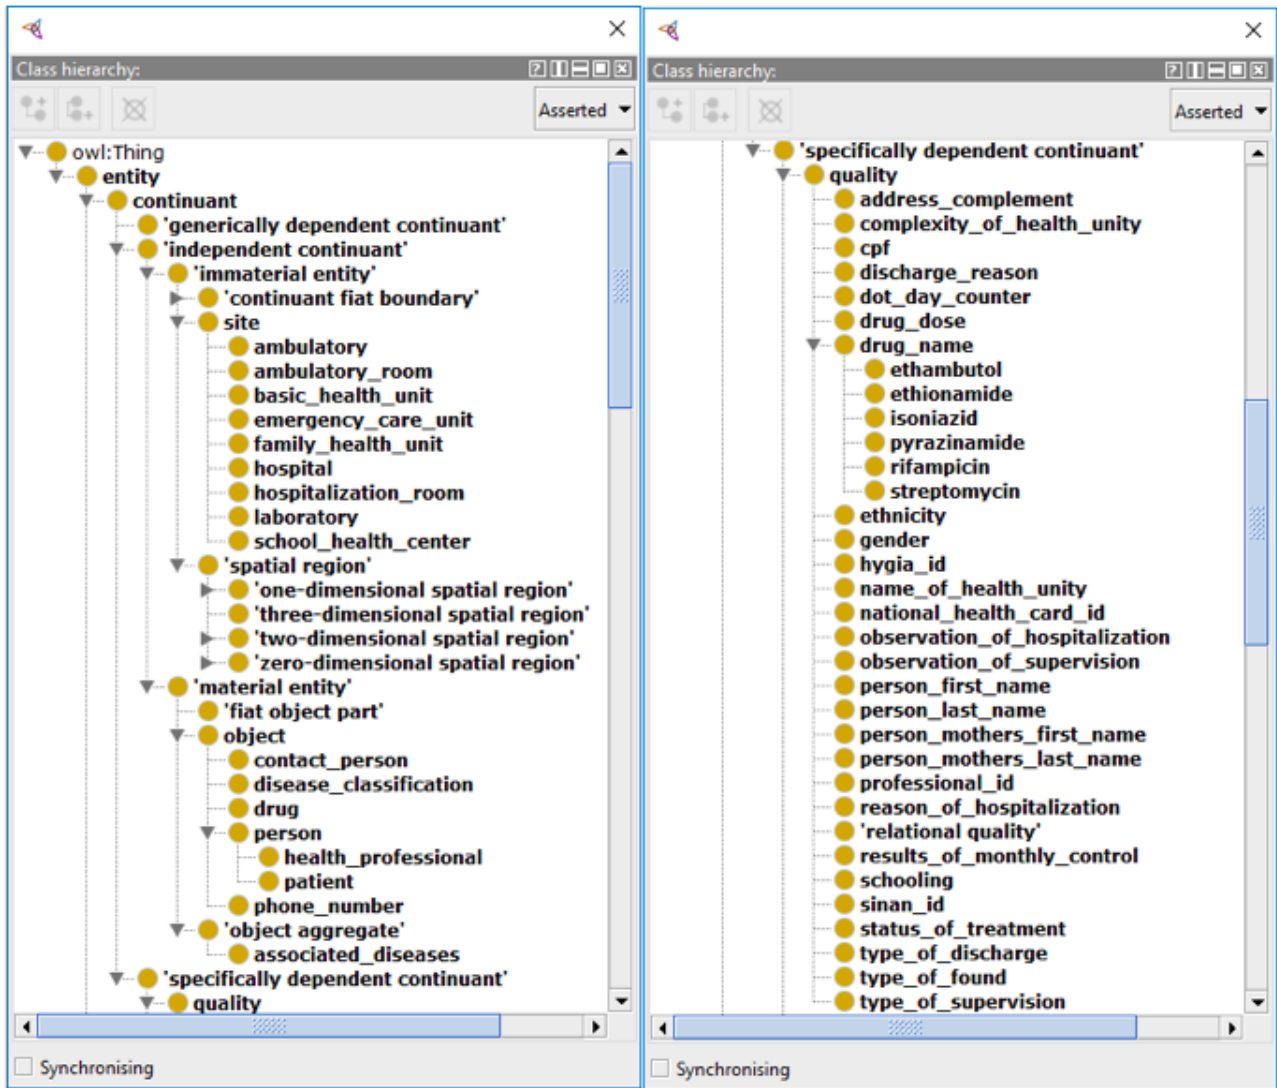 Class hierarchy:
Asserted
owl:Thing
entity
continuant
'generically dependent continuant'
'independent continuant'
'immaterial entity'
'continuant fiat boundary'
site
ambulatory
ambulatory_room
basic_health_unit
emergency_care_unit
family_health_unit
hospital
hospitalization_room
laboratory
school_health_center
'spatial region'
'one-dimensional spatial region'
'three-dimensional spatial region'
'two-dimensional spatial region'
'zero-dimensional spatial region'
'material entity'
'fiat object part'
object
contact_person
disease_classification
drug
person
health_professional
patient
phone_number
'object aggregate'
associated_diseases
'specifically dependent continuant'
quality
Synchronising
Class hierarchy:
Asserted
'specifically dependent continuant'
quality
address_complement
complexity_of_health_unity
cpf
discharge_reason
dot_day_counter
drug_dose
drug_name
ethambutol
ethionamide
isoniazid
pyrazinamide
rifampicin
streptomycin
ethnicity
gender
hygia_id
name_of_health_unity
national_health_card_id
observation_of_hospitalization
observation_of_supervision
person_first_name
person_last_name
person_mothers_first_name
person_mothers_last_name
professional_id
reason_of_hospitalization
'relational quality'
results_of_monthly_control
schooling
sinan_id
status_of_treatment
type_of_discharge
type_of_found
type_of_supervision
Synchronising